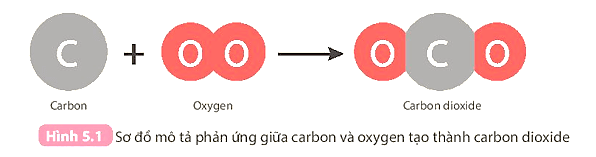 C + O O → O C O
Carbon Oxygen Carbon dioxide
Hình 5.1 Sơ đồ mô tả phản ứng giữa carbon và oxygen tạo thành carbon dioxide